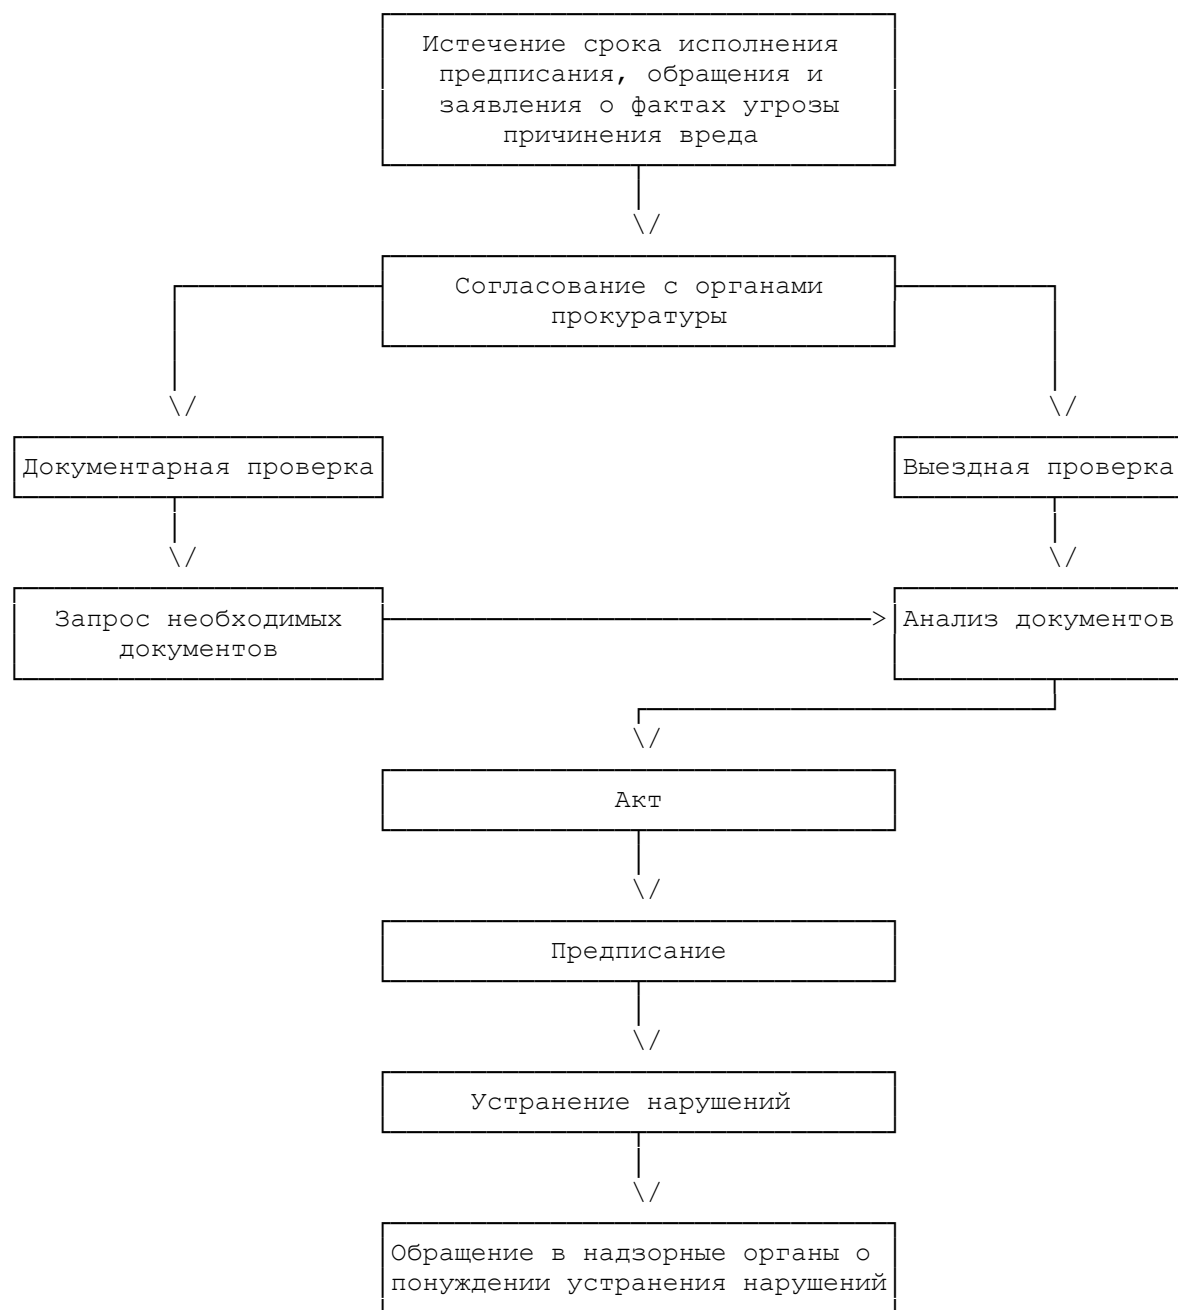 Истечение срока исполнения
предписания, обращения и
заявления о фактах угрозы
причинения вреда
Согласование с органами
прокуратуры
Документарная проверка
Выездная проверка
Запрос необходимых
документов
Анализ документов
Акт
Предписание
Устранение нарушений
Обращение в надзорные органы о
понуждении устранения нарушений